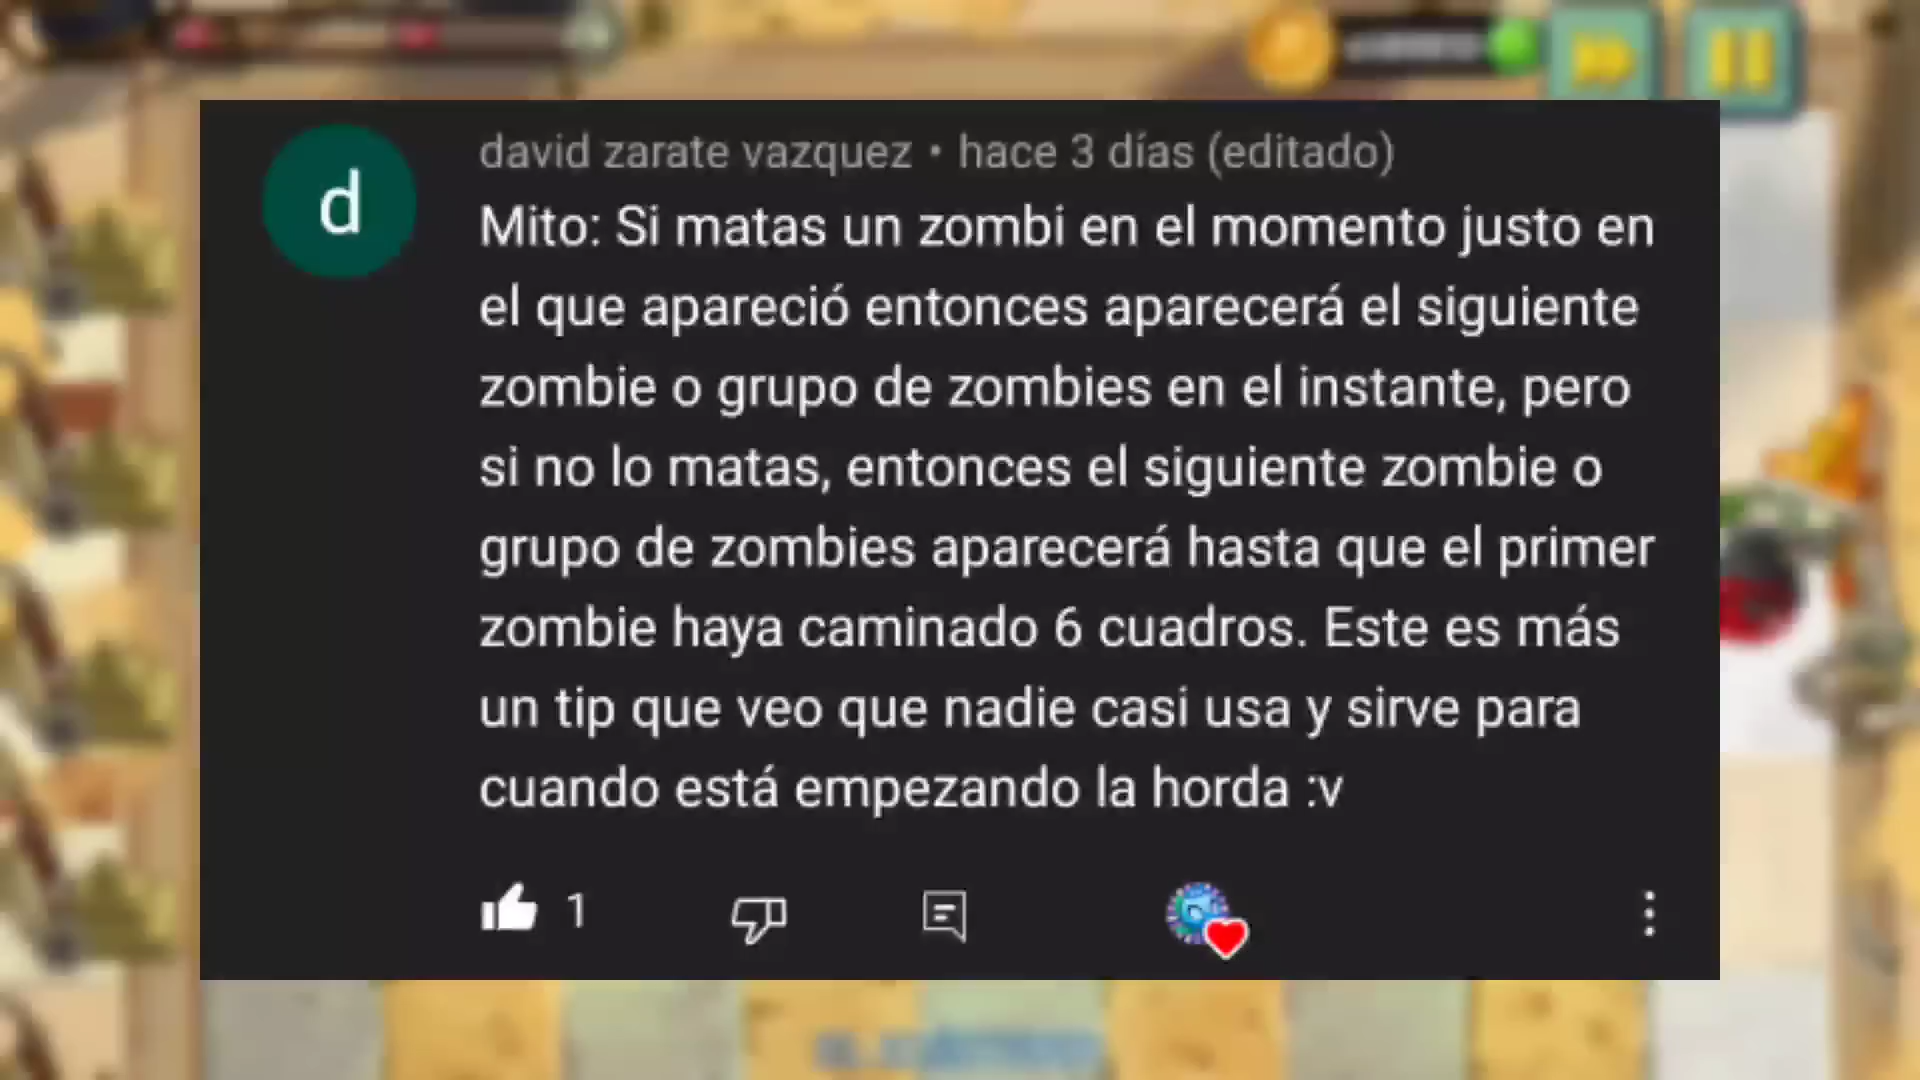 d
david zarate vazquez • hace 3 días (editado)
Mito: Si matas un zombi en el momento justo en
el que apareció entonces aparecerá el siguiente
zombie o grupo de zombies en el instante, pero
si no lo matas, entonces el siguiente zombie o
grupo de zombies aparecerá hasta que el primer
zombie haya caminado 6 cuadros. Este es más
un tip que veo que nadie casi usa y sirve para
cuando está empezando la horda :v
1